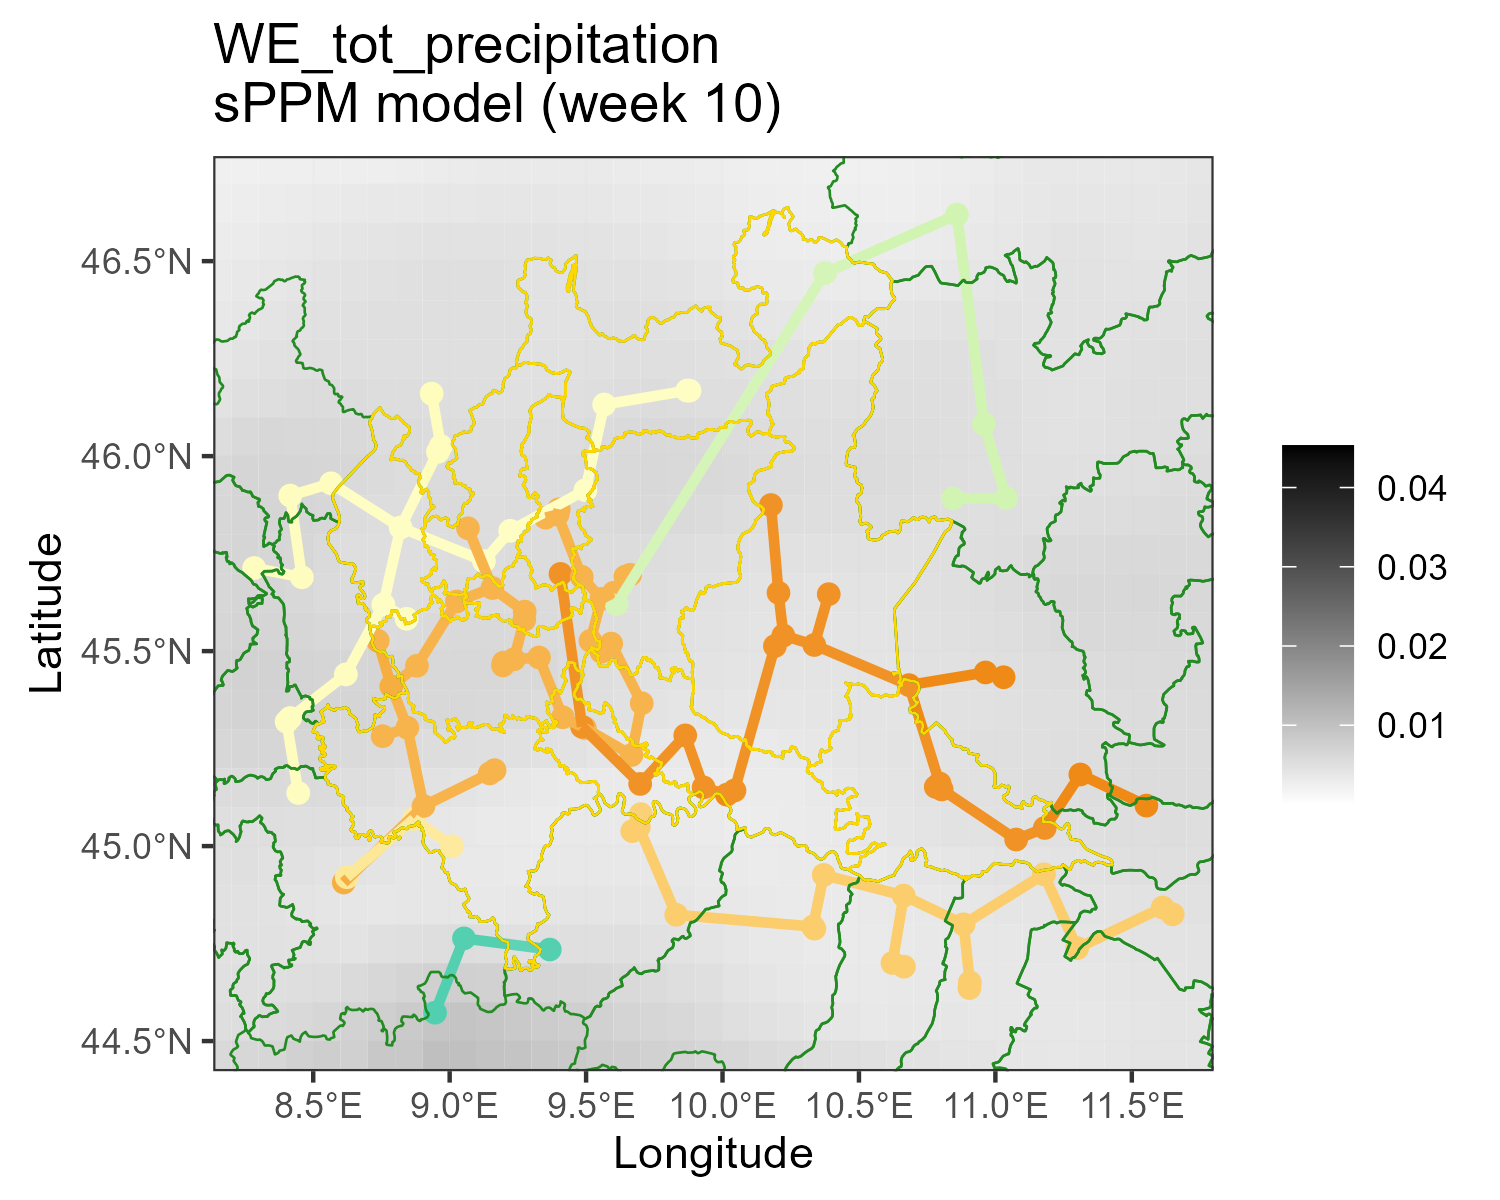 WE_tot_precipitation
sPPM model (week 10)
46.5°N
46.0°N
45.5°N
45.0°N
44.5°N
Latitude
8.5°E
9.0°E
9.5°E
10.0°E
10.5°E
11.0°E
11.5°E
Longitude
0.04
0.03
0.02
0.01